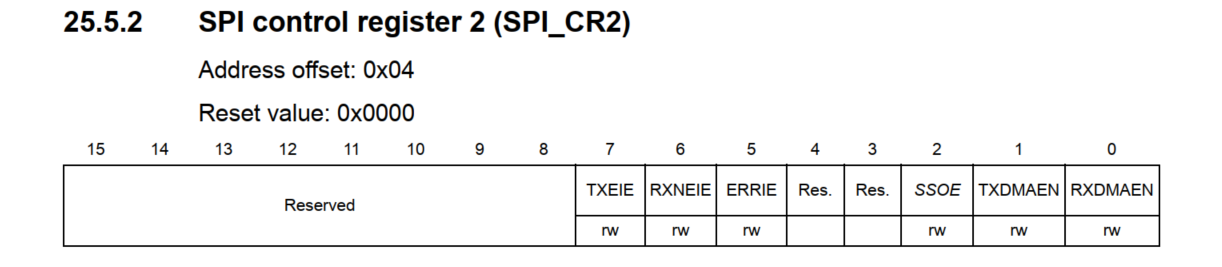 25.5.2 SPI control register 2 (SPI_CR2)
Address offset: 0x04
Reset value: 0x0000
15 14 13 12 11 10 9 8 7 6 5 4 3 2 1 0
Reserved TXEIE RXNEIE ERRIE Res. Res. SSOE TXDMAEN RXDMAEN
rw rw rw rw rw rw